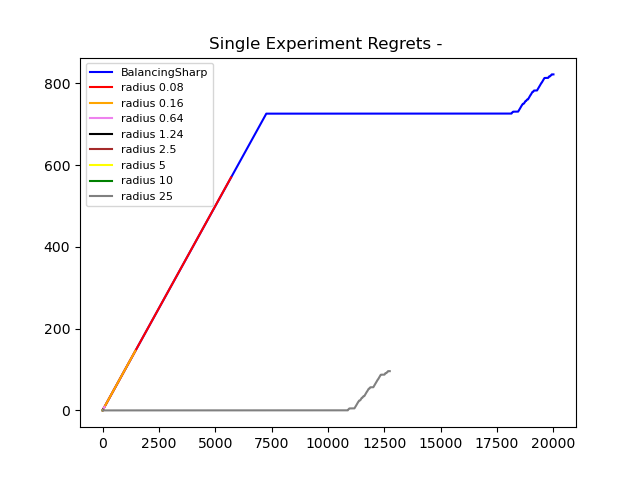 Single Experiment Regrets -
BalancingSharp
radius 0.08
radius 0.16
radius 0.64
radius 1.24
radius 2.5
radius 5
radius 10
radius 25
800
600
400
200
0
0 2500 5000 7500 10000 12500 15000 17500 20000